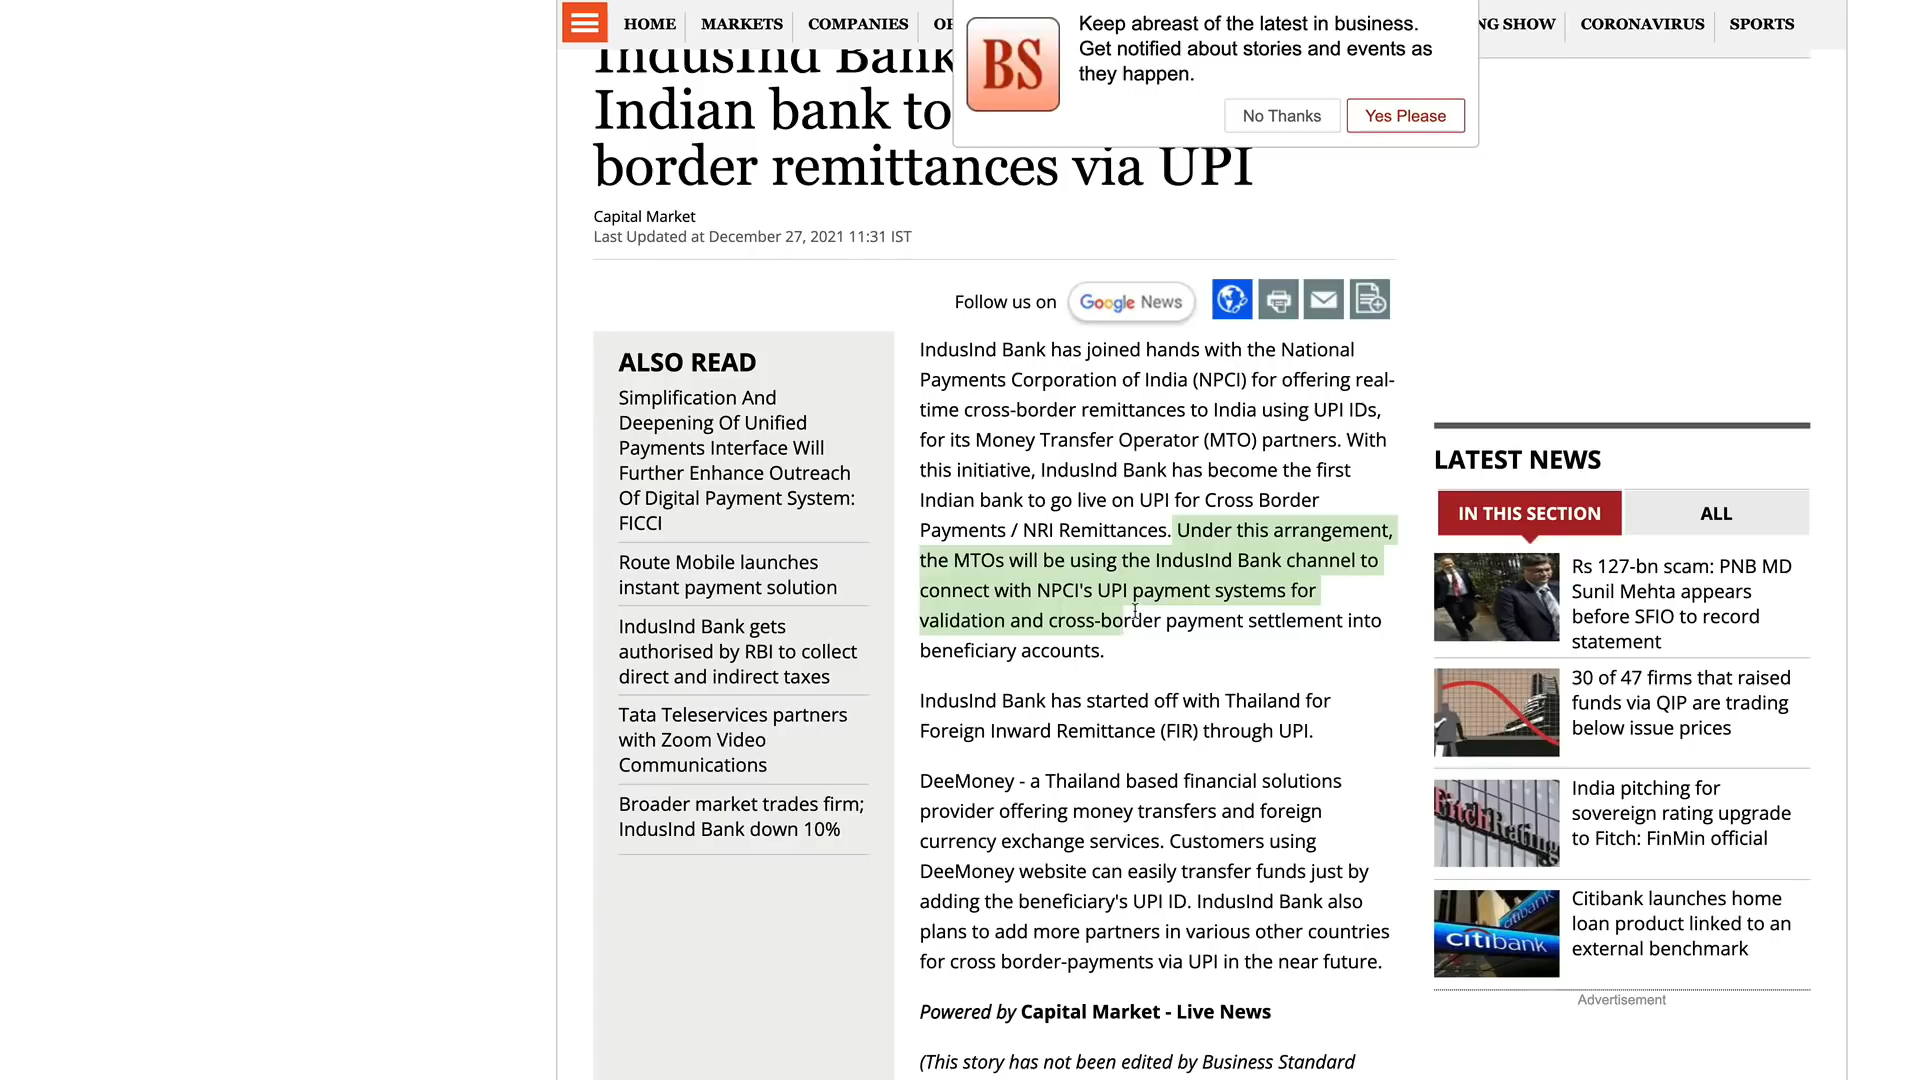 HOME
MARKETS
COMPANIES
NG SHOW
CORONAVIRUS
SPORTS
BS
Keep abreast of the latest in business.
Get notified about stories and events as
they happen.
No Thanks
Yes Please
IndusInd Bank
Indian bank to
border remittances via UPI
Capital Market
Last Updated at December 27, 2021 11:31 IST
Follow us on
Google News
ALSO READ
Simplification And
Deepening Of Unified
Payments Interface Will
Further Enhance Outreach
Of Digital Payment System:
FICCI
Route Mobile launches
instant payment solution
IndusInd Bank gets
authorised by RBI to collect
direct and indirect taxes
Tata Teleservices partners
with Zoom Video
Communications
Broader market trades firm;
IndusInd Bank down 10%
IndusInd Bank has joined hands with the National
Payments Corporation of India (NPCI) for offering real-
time cross-border remittances to India using UPI IDs,
for its Money Transfer Operator (MTO) partners. With
this initiative, IndusInd Bank has become the first
Indian bank to go live on UPI for Cross Border
Payments / NRI Remittances. Under this arrangement,
the MTOs will be using the IndusInd Bank channel to
connect with NPCI's UPI payment systems for
validation and cross-border payment settlement into
beneficiary accounts.
IndusInd Bank has started off with Thailand for
Foreign Inward Remittance (FIR) through UPI.
DeeMoney - a Thailand based financial solutions
provider offering money transfers and foreign
currency exchange services. Customers using
DeeMoney website can easily transfer funds just by
adding the beneficiary's UPI ID. IndusInd Bank also
plans to add more partners in various other countries
for cross border-payments via UPI in the near future.
Powered by Capital Market - Live News
(This story has not been edited by Business Standard
LATEST NEWS
IN THIS SECTION
ALL
Rs 127-bn scam: PNB MD
Sunil Mehta appears
before SFIO to record
statement
30 of 47 firms that raised
funds via QIP are trading
below issue prices
FitchRatings
India pitching for
sovereign rating upgrade
to Fitch: FinMin official
citibank
citibank
Citibank launches home
loan product linked to an
external benchmark
Advertisement